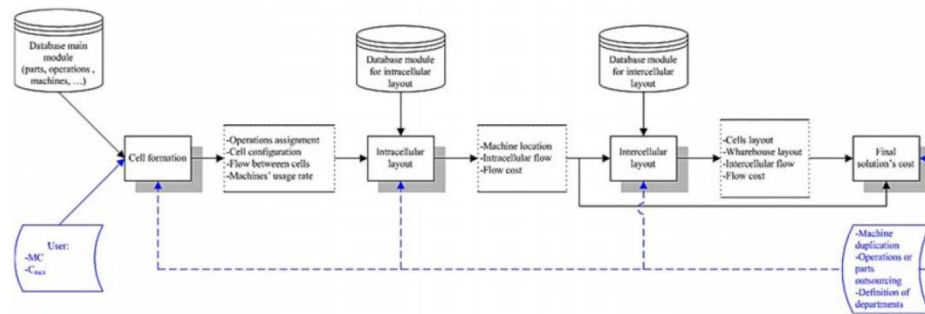 Database main
module
(parts, operations ,
machines, ...)
Database module
for intracellular
layout
Database module
for intercellular
layout
Cell formation
-Operations assignment
-Cell configuration
-Flow between cells
-Machines' usage rate
Intracellular
layout
-Machine location
-Intracellular flow
-Flow cost
Intercellular
layout
-Cells layout
-Wharehouse layout
-Intercellular flow
-Flow cost
Final
solution's cost
User:
-MC
-Cmax
-Machine
duplication
-Operations or
parts
outsourcing
-Definition of
departments